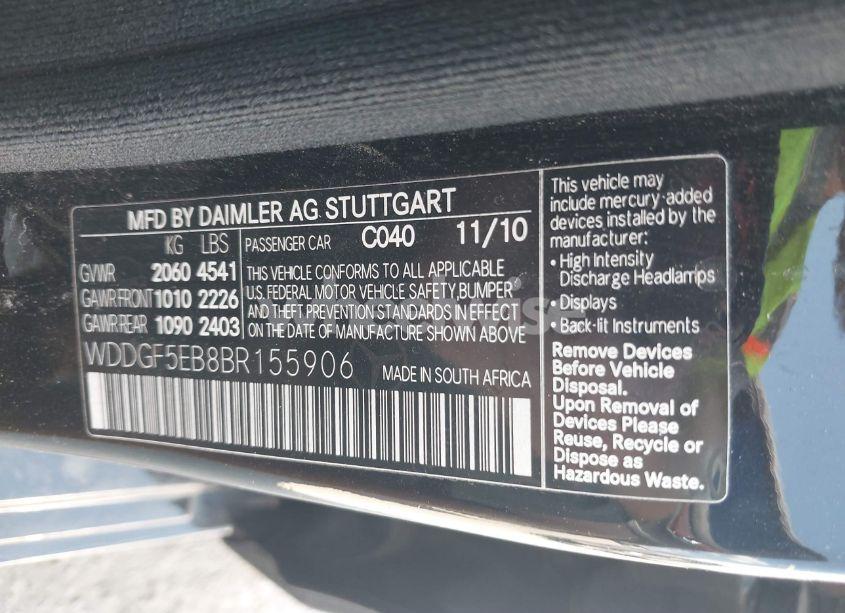 MFD BY DAIMLER AG STUTTGART
KG LBS
GVWR 2060 4541
GAWR FRONT 1010 2226
GAWR REAR 1090 2403
PASSENGER CAR C040 11/10
THIS VEHICLE CONFORMS TO ALL APPLICABLE
U.S. FEDERAL MOTOR VEHICLE SAFETY,BUMPER
AND THEFT PREVENTION STANDARDS IN EFFECT
ON THE DATE OF MANUFACTURE SHOWN ABOVE
WDDGF5EB8BR155906
MADE IN SOUTH AFRICA
This vehicle may
include mercury-added
devices installed by the
manufacturer:
• High Intensity
Discharge Headlamps
• Displays
• Back-lit Instruments
Remove Devices
Before Vehicle
Disposal.
Upon Removal of
Devices Please
Reuse, Recycle or
Dispose as
Hazardous Waste.